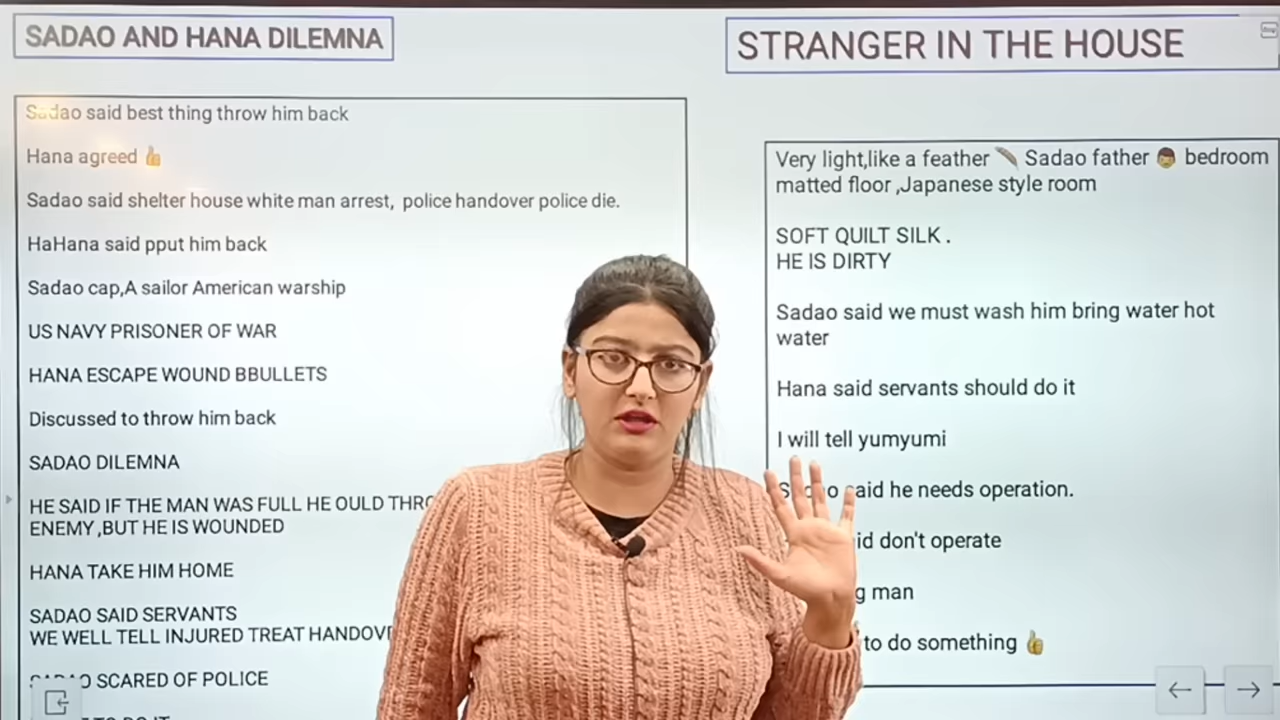 SADAO AND HANA DILEMNA
Sadao said best thing throw him back
Hana agreed 👍
Sadao said shelter house white man arrest, police handover police die.
HaHana said pput him back
Sadao cap,A sailor American warship
US NAVY PRISONER OF WAR
HANA ESCAPE WOUND BBULLETS
Discussed to throw him back
SADAO DILEMNA
HE SAID IF THE MAN WAS FULL HE OULD
ENEMY ,BUT HE IS WOUNDED
HANA TAKE HIM HOME
SADAO SAID SERVANTS
WE WELL TELL INJURED TREAT
SCARED OF POLICE
STRANGER IN THE HOUSE
Very light,like a feather 🪶 Sadao father 👨 bedroom
matted floor ,Japanese style room
SOFT QUILT SILK .
HE IS DIRTY
Sadao said we must wash him bring water hot
water
Hana said servants should do it
I will tell yumyumi
said he needs operation.
don't operate
man
to do something 👍